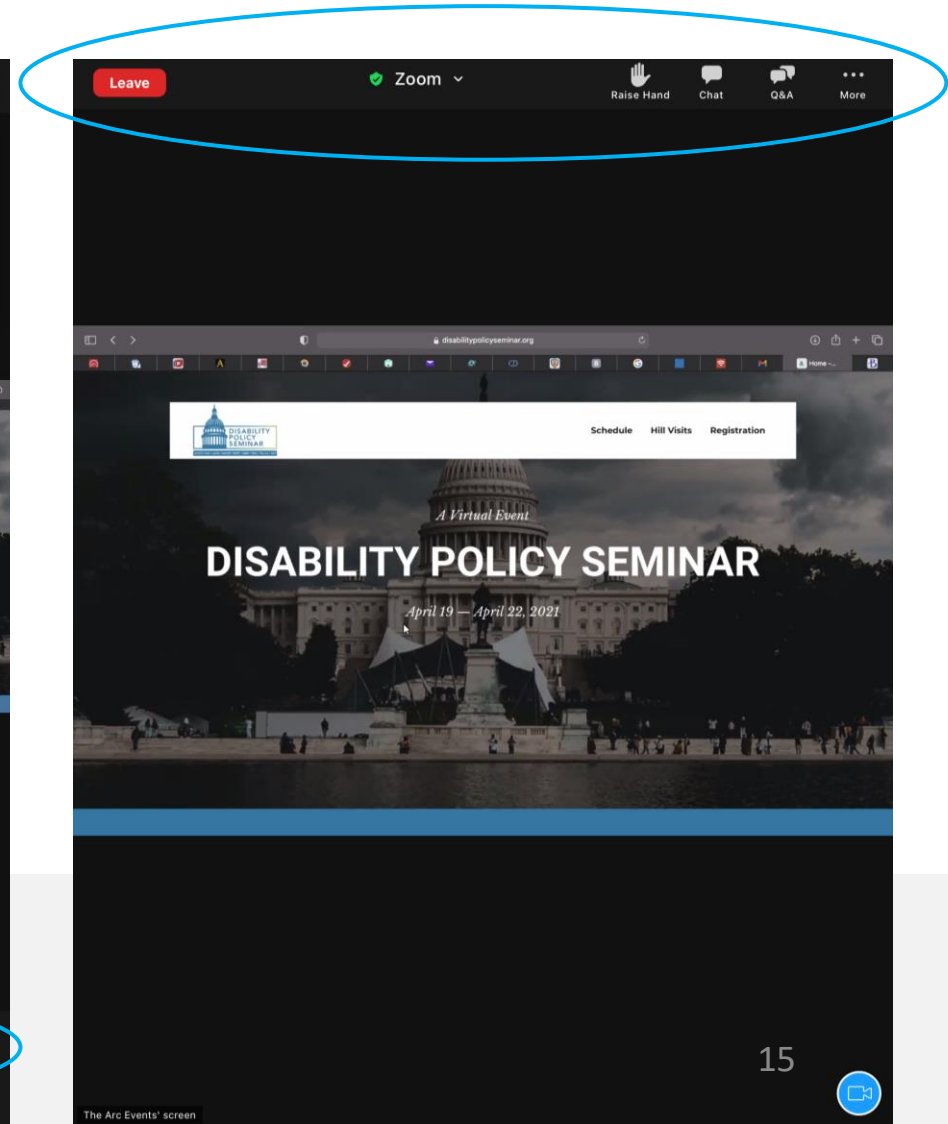 Leave
Zoom
Raise Hand
Chat
Q&A
More
disabilitypolicyseminar.org
Home -...
DISABILITY
POLICY
SEMINAR
Schedule Hill Visits Registration
A Virtual Event
DISABILITY POLICY SEMINAR
April 19 — April 22, 2021
15
The Arc Events' screen